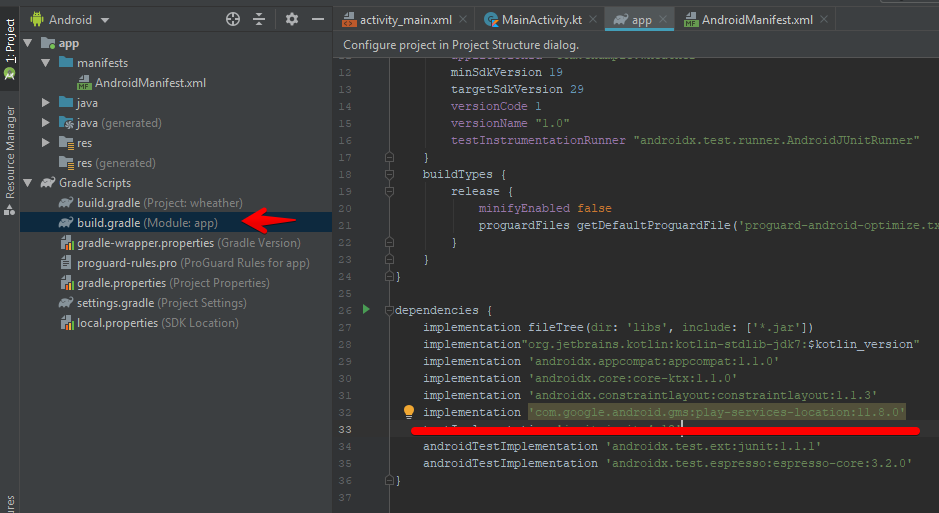 Android
activity_main.xml
MainActivity.kt
app
AndroidManifest.xml
1: Project
Resource Manager
app
manifests
AndroidManifest.xml
java
java (generated)
res
res (generated)
Gradle Scripts
build.gradle (Project: wheather)
build.gradle (Module: app)
gradle-wrapper.properties (Gradle Version)
proguard-rules.pro (ProGuard Rules for app)
gradle.properties (Project Properties)
settings.gradle (Project Settings)
local.properties (SDK Location)
Configure project in Project Structure dialog.
12 minSdkVersion 19
13 targetSdkVersion 29
14 versionCode 1
15 versionName "1.0"
16 testInstrumentationRunner "androidx.test.runner.AndroidJUnitRunner"
17 }
18 buildTypes {
19 release {
20 minifyEnabled false
21 proguardFiles getDefaultProguardFile('proguard-android-optimize.tx
22 }
23 }
24 }
25
26 dependencies {
27 implementation fileTree(dir: 'libs', include: ['*.jar'])
28 implementation"org.jetbrains.kotlin:kotlin-stdlib-jdk7:$kotlin_version"
29 implementation 'androidx.appcompat:appcompat:1.1.0'
30 implementation 'androidx.core:core-ktx:1.1.0'
31 implementation 'androidx.constraintlayout:constraintlayout:1.1.3'
32 implementation 'com.google.android.gms:play-services-location:11.8.0'
33
34 androidTestImplementation 'androidx.test.ext:junit:1.1.1'
35 androidTestImplementation 'androidx.test.espresso:espresso-core:3.2.0'
36 }
37